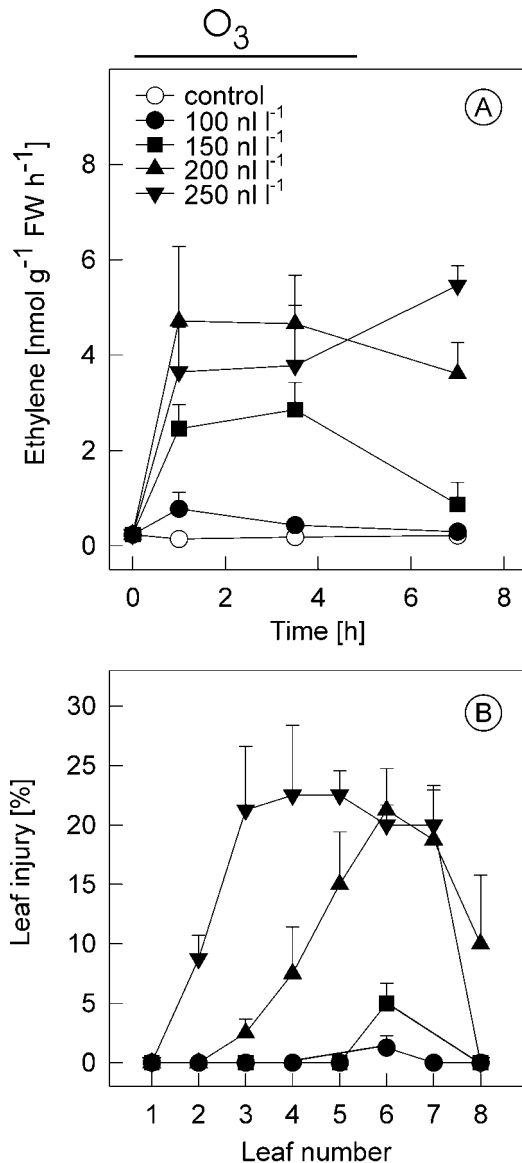 O₃
A
control
100 nl l⁻¹
150 nl l⁻¹
200 nl l⁻¹
250 nl l⁻¹
Ethylene [nmol g⁻¹ FW h⁻¹]
8
6
4
2
0
0 2 4 6 8
Time [h]
B
Leaf injury [%]
30
25
20
15
10
5
0
1 2 3 4 5 6 7 8
Leaf number